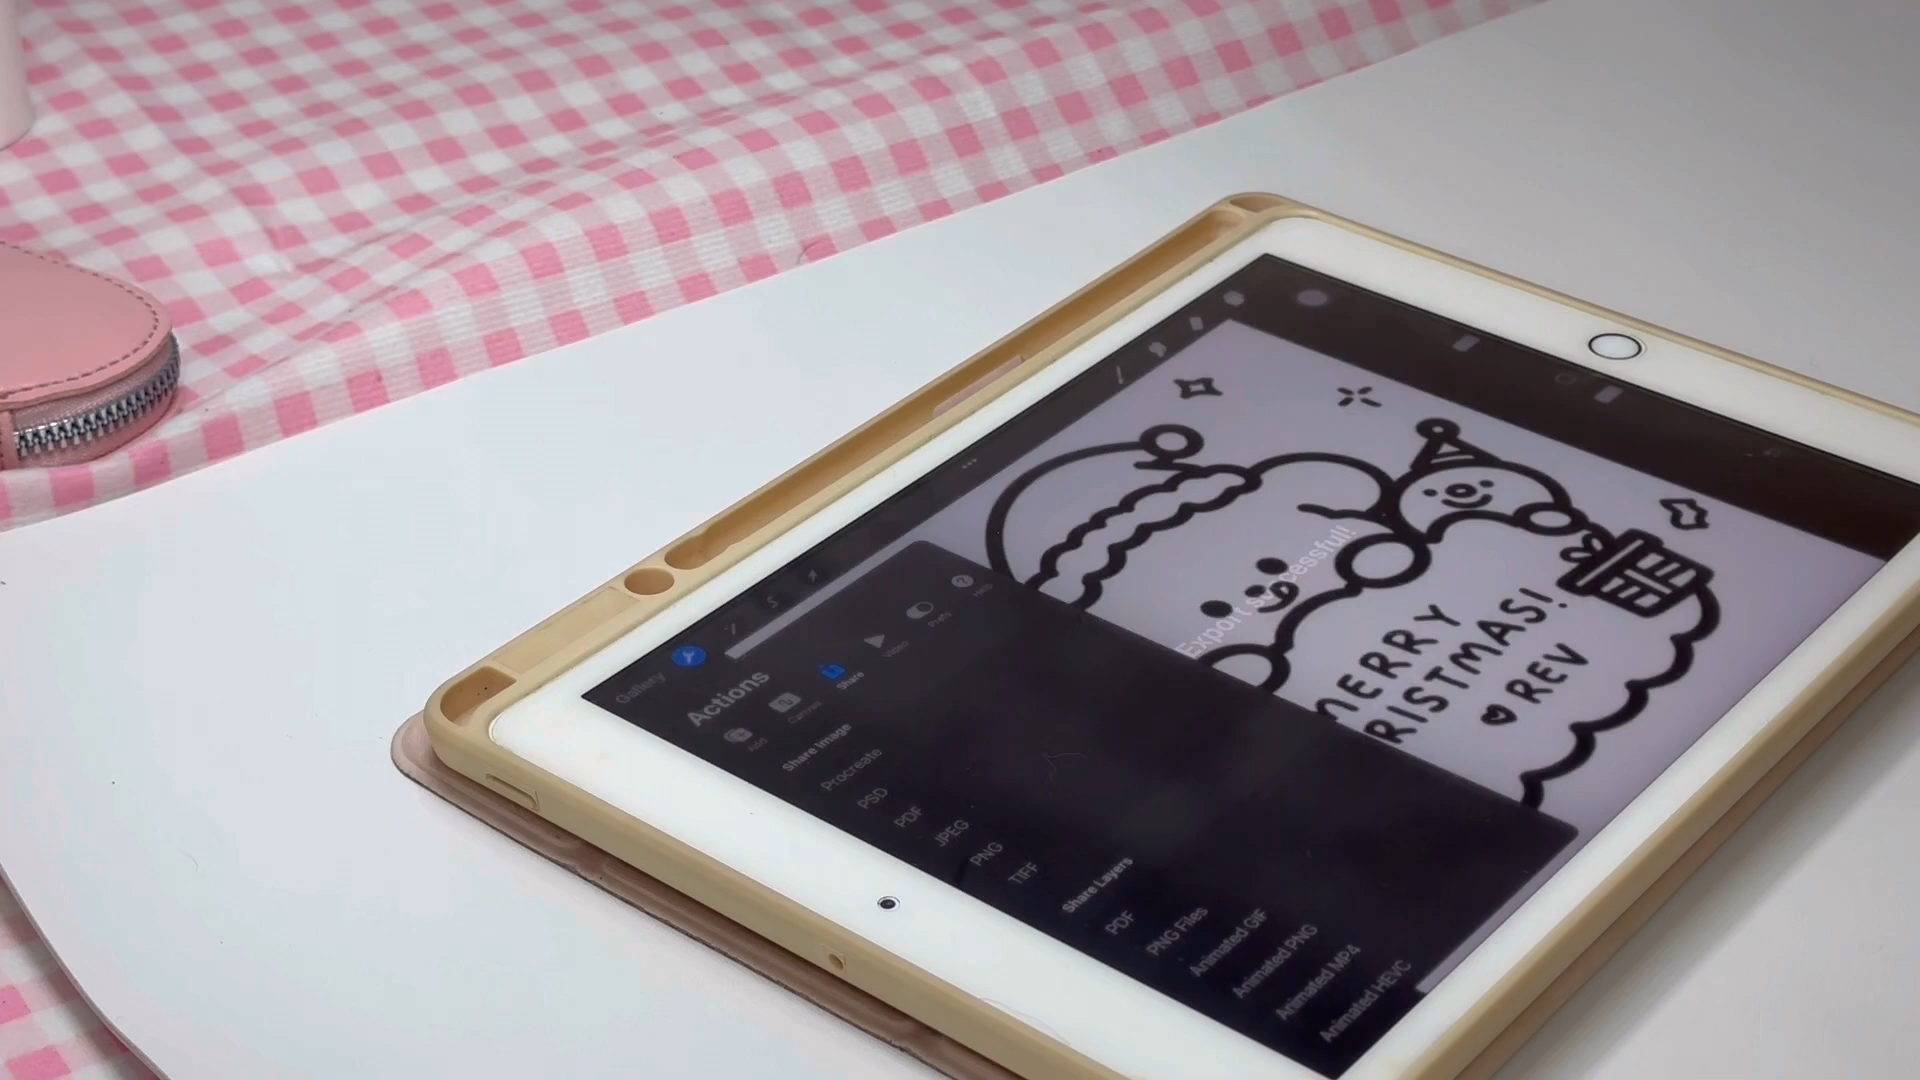 Gallery
Actions
Add
Canvas
Share
Video
Prefs
Help
Share Image
Procreate
PSD
PDF
JPEG
PNG
TIFF
Share Layers
PDF
PNG Files
Animated GIF
Animated PNG
Animated MP4
Animated HEVC
Export successful!
MERRY
RISTMAS!
REV